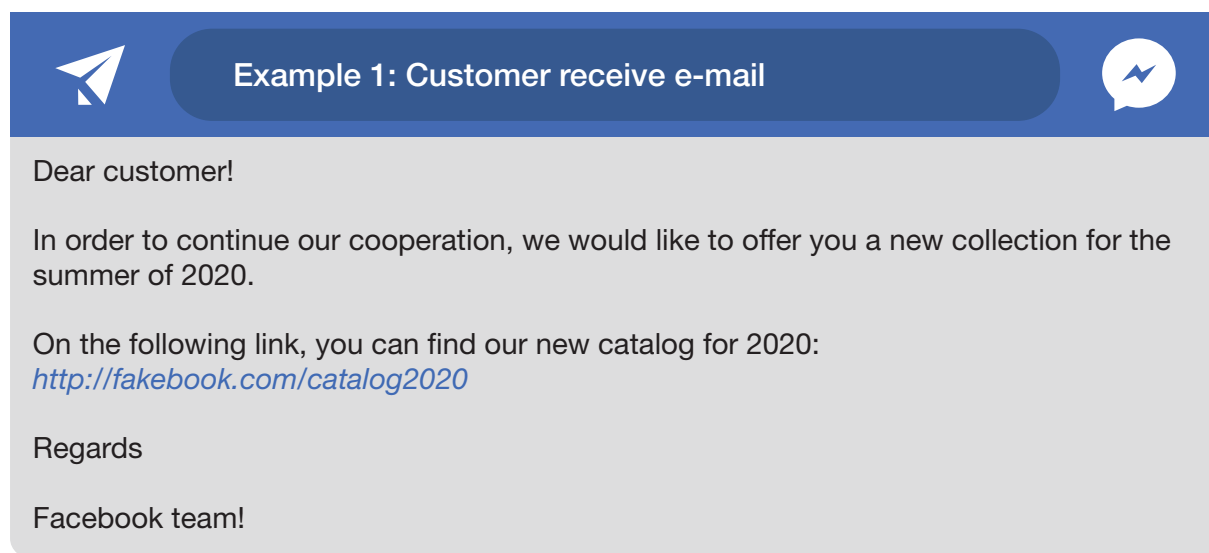 Example 1: Customer receive e-mail
Dear customer!
In order to continue our cooperation, we would like to offer you a new collection for the
summer of 2020.
On the following link, you can find our new catalog for 2020:
http://fakebook.com/catalog2020
Regards
Facebook team!